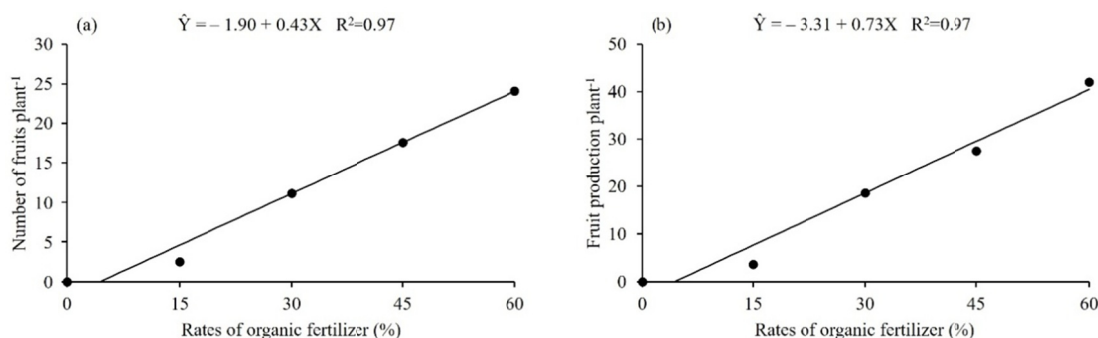 (a) Ŷ = – 1.90 + 0.43X R²=0.97
30
25
20
15
10
5
0
Number of fruits plant⁻¹
0 15 30 45 60
Rates of organic fertilizer (%)
(b) Ŷ = – 3.31 + 0.73X R²=0.97
50
40
30
20
10
0
Fruit production plant⁻¹
0 15 30 45 60
Rates of organic fertilizer (%)